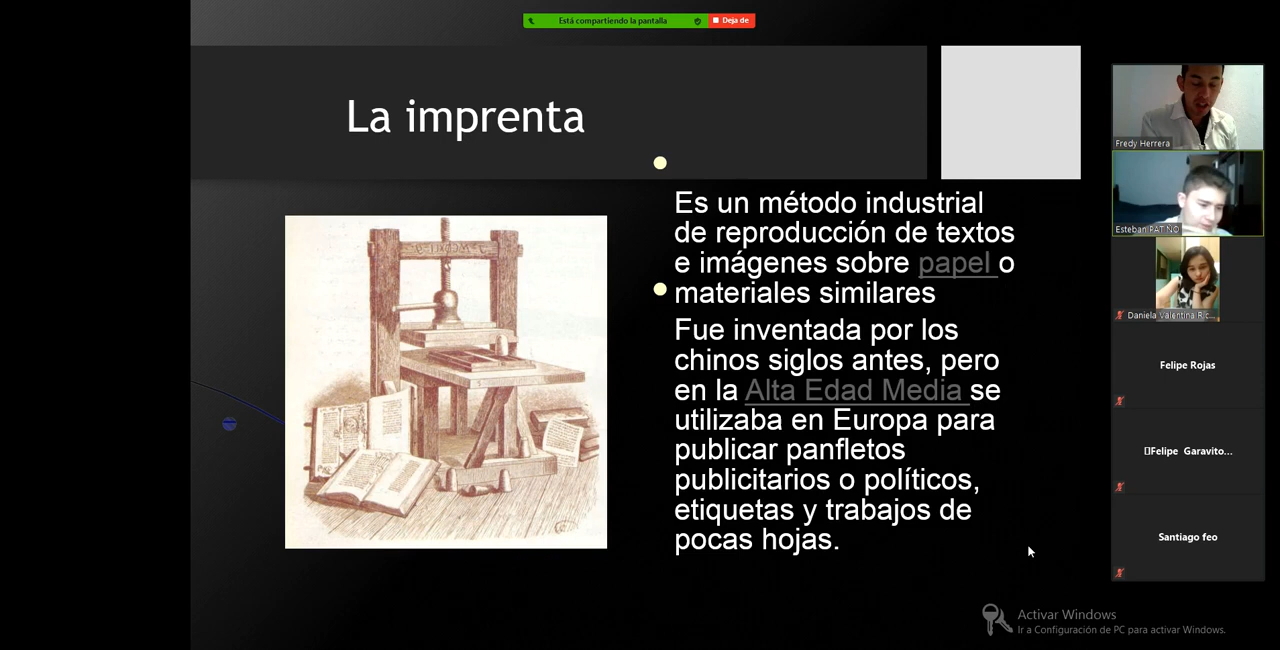 Está compartiendo la pantalla
Deja de
La imprenta
Es un método industrial
de reproducción de textos
e imágenes sobre papel o
materiales similares
Fue inventada por los
chinos siglos antes, pero
en la Alta Edad Media se
utilizaba en Europa para
publicar panfletos
publicitarios o políticos,
etiquetas y trabajos de
pocas hojas.
Fredy Herrera
Esteban PATIÑO
Daniela Valentina Ric...
Felipe Rojas
Felipe Garavito...
Santiago feo
Activar Windows
Ir a Configuración de PC para activar Windows.